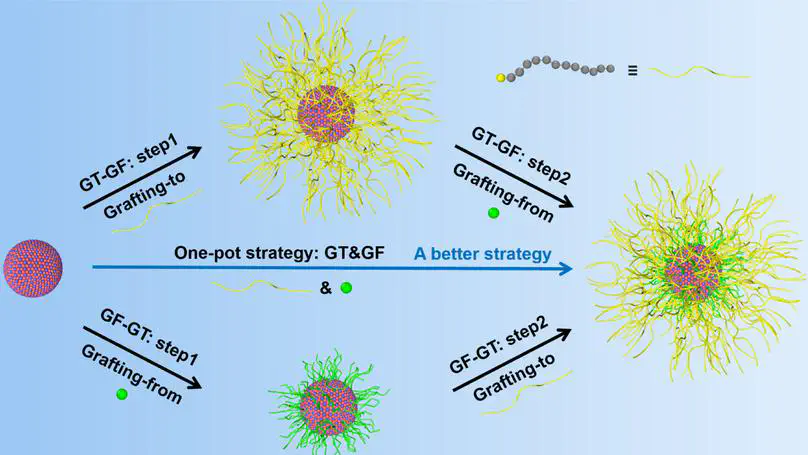 GT-GF: step1
Grafting-to
≡
GT-GF: step2
Grafting-from
One-pot strategy: GT&GF
A better strategy
&
GF-GT: step1
Grafting-from
GF-GT: step2
Grafting-to